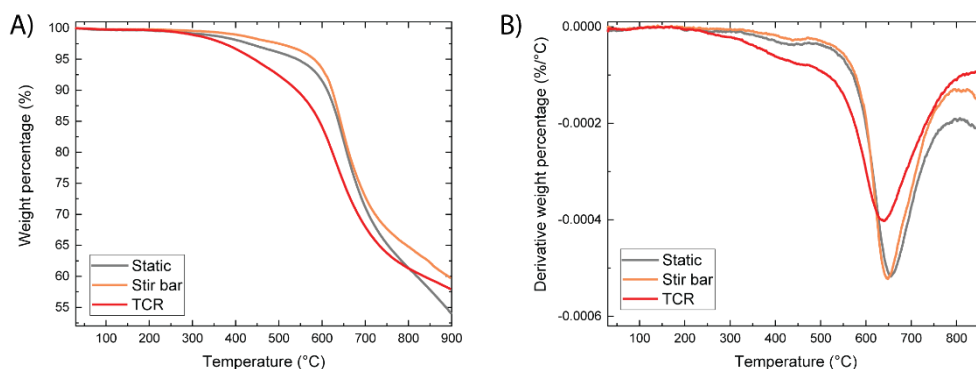 A)
Weight percentage (%)
100
95
90
85
80
75
70
65
60
55
Static
Stir bar
TCR
100 200 300 400 500 600 700 800 900
Temperature (°C)
B)
Derivative weight percentage (%/°C)
0.0000
-0.0002
-0.0004
-0.0006
Static
Stir bar
TCR
100 200 300 400 500 600 700 800
Temperature (°C)